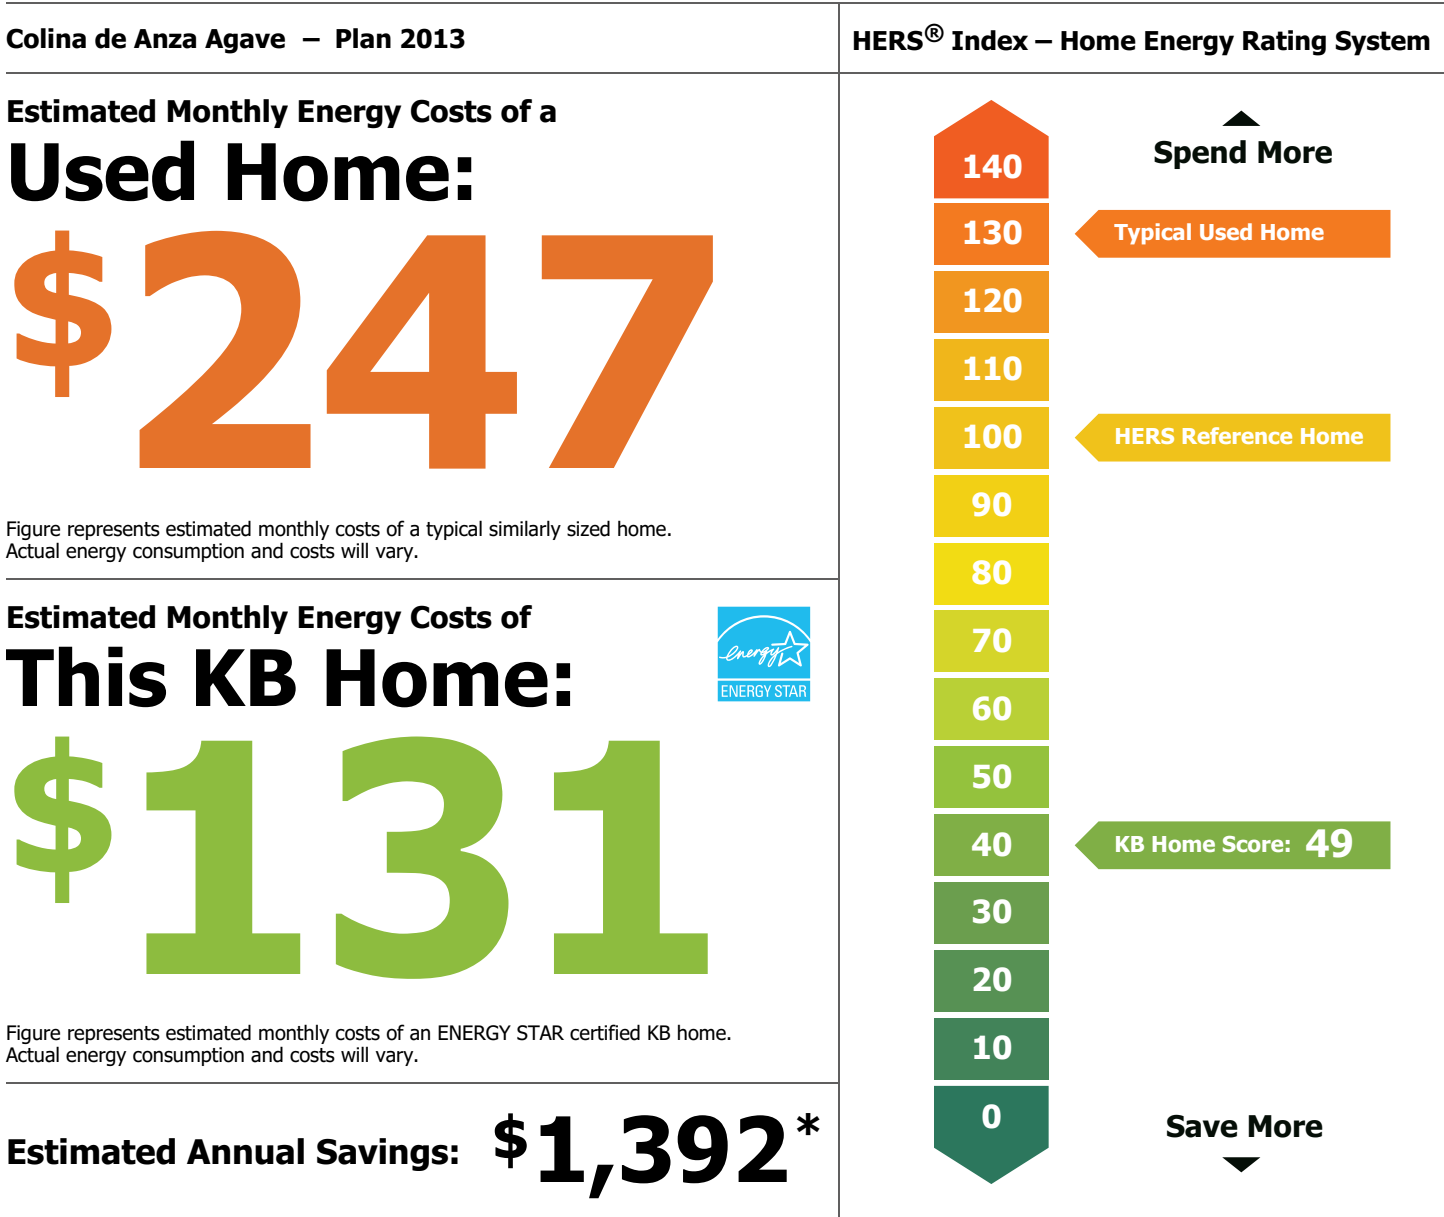 Colina de Anza Agave – Plan 2013
Estimated Monthly Energy Costs of a
Used Home:
$247
Figure represents estimated monthly costs of a typical similarly sized home.
Actual energy consumption and costs will vary.
Estimated Monthly Energy Costs of
This KB Home:
energy
ENERGY STAR
$131
Figure represents estimated monthly costs of an ENERGY STAR certified KB home.
Actual energy consumption and costs will vary.
Estimated Annual Savings: $1,392*
HERS® Index – Home Energy Rating System
Spend More
140
130 Typical Used Home
120
110
100 HERS Reference Home
90
80
70
60
50
40 KB Home Score: 49
30
20
10
0
Save More